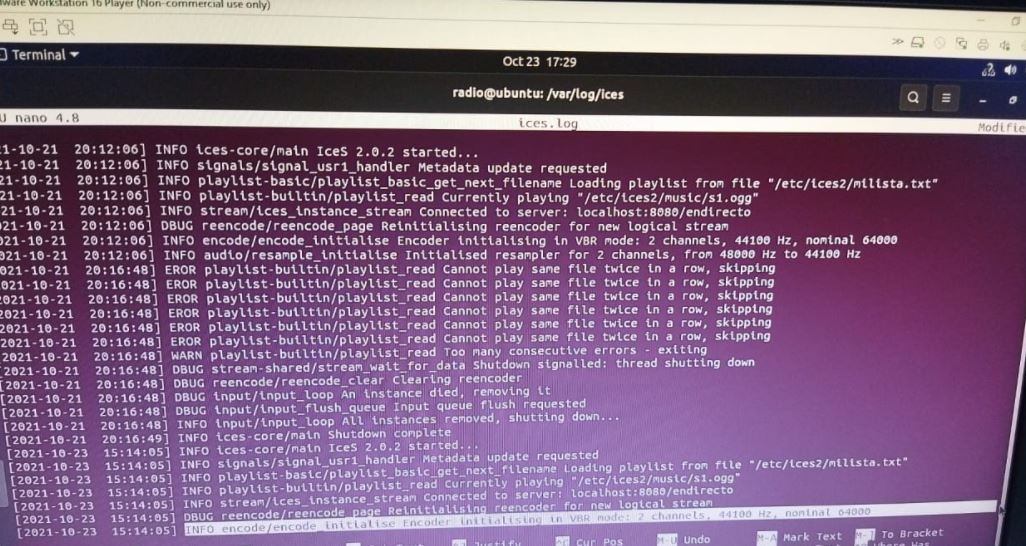 ware Workstation 16 Player (Non-commercial use only)
Terminal
Oct 23 17:29
radio@ubuntu: /var/log/ices
U nano 4.8
ices.log
Modifie
1-10-21 20:12:06] INFO ices-core/main IceS 2.0.2 started...
21-10-21 20:12:06] INFO signals/signal_usr1_handler Metadata update requested
21-10-21 20:12:06] INFO playlist-basic/playlist_basic_get_next_filename Loading playlist from file "/etc/ices2/milista.txt"
21-10-21 20:12:06] INFO playlist-builtin/playlist_read Currently playing "/etc/ices2/music/s1.ogg"
21-10-21 20:12:06] INFO stream/ices_instance_stream Connected to server: localhost:8080/endirecto
021-10-21 20:12:06] DBUG reencode/reencode_page Reinitialising reencoder for new logical stream
021-10-21 20:12:06] INFO encode/encode_initialise Encoder initialising in VBR mode: 2 channels, 44100 Hz, nominal 64000
021-10-21 20:12:06] INFO audio/resample_initialise Initialised resampler for 2 channels, from 48000 Hz to 44100 Hz
021-10-21 20:16:48] EROR playlist-builtin/playlist_read Cannot play same file twice in a row, skipping
2021-10-21 20:16:48] EROR playlist-builtin/playlist_read Cannot play same file twice in a row, skipping
2021-10-21 20:16:48] EROR playlist-builtin/playlist_read Cannot play same file twice in a row, skipping
2021-10-21 20:16:48] EROR playlist-builtin/playlist_read Cannot play same file twice in a row, skipping
2021-10-21 20:16:48] EROR playlist-builtin/playlist_read Cannot play same file twice in a row, skipping
2021-10-21 20:16:48] EROR playlist-builtin/playlist_read Cannot play same file twice in a row, skipping
2021-10-21 20:16:48] WARN playlist-builtin/playlist_read Too many consecutive errors - exiting
2021-10-21 20:16:48] DBUG stream-shared/stream_wait_for_data Shutdown signalled: thread shutting down
[2021-10-21 20:16:48] DBUG reencode/reencode_clear Clearing reencoder
[2021-10-21 20:16:48] DBUG input/input_loop An instance died, removing it
[2021-10-21 20:16:48] DBUG input/input_flush_queue Input queue flush requested
[2021-10-21 20:16:48] INFO input/input_loop All instances removed, shutting down...
[2021-10-21 20:16:49] INFO ices-core/main Shutdown complete
[2021-10-23 15:14:05] INFO ices-core/main IceS 2.0.2 started...
[2021-10-23 15:14:05] INFO signals/signal_usr1_handler Metadata update requested
[2021-10-23 15:14:05] INFO playlist-basic/playlist_basic_get_next_filename Loading playlist from file "/etc/ices2/milista.txt"
[2021-10-23 15:14:05] INFO playlist-builtin/playlist_read Currently playing "/etc/ices2/music/s1.ogg"
[2021-10-23 15:14:05] INFO stream/ices_instance_stream Connected to server: localhost:8080/endirecto
[2021-10-23 15:14:05] DBUG reencode/reencode_page Reinitialising reencoder for new logical stream
[2021-10-23 15:14:05] INFO encode/encode_initialise Encoder initialising in VBR mode: 2 channels, 44100 Hz, nominal 64000
Justify
^C Cur Pos
M-U Undo
M-A Mark Text
M-] To Bracket